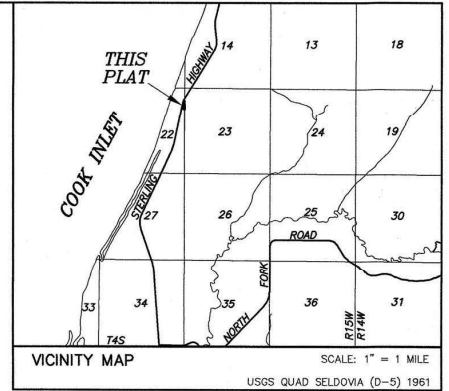 14
13
18
THIS
PLAT
HIGHWAY
COOK INLET
22
23
24
19
STERLING
27
26
25
30
ROAD
FORK
33
34
35
36
31
NORTH
R15W
R14W
T4S
VICINITY MAP
SCALE: 1" = 1 MILE
USGS QUAD SELDOVIA (D-5) 1961